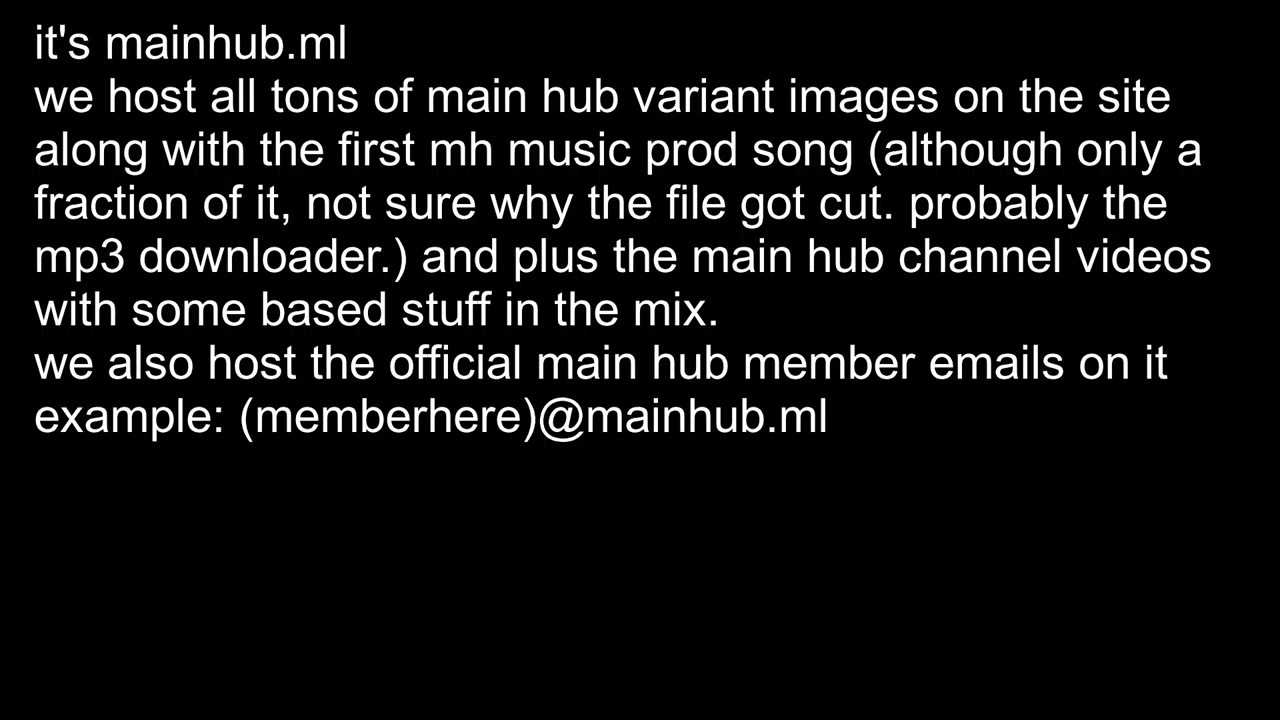 it's mainhub.ml
we host all tons of main hub variant images on the site
along with the first mh music prod song (although only a
fraction of it, not sure why the file got cut. probably the
mp3 downloader.) and plus the main hub channel videos
with some based stuff in the mix.
we also host the official main hub member emails on it
example: (memberhere)@mainhub.ml